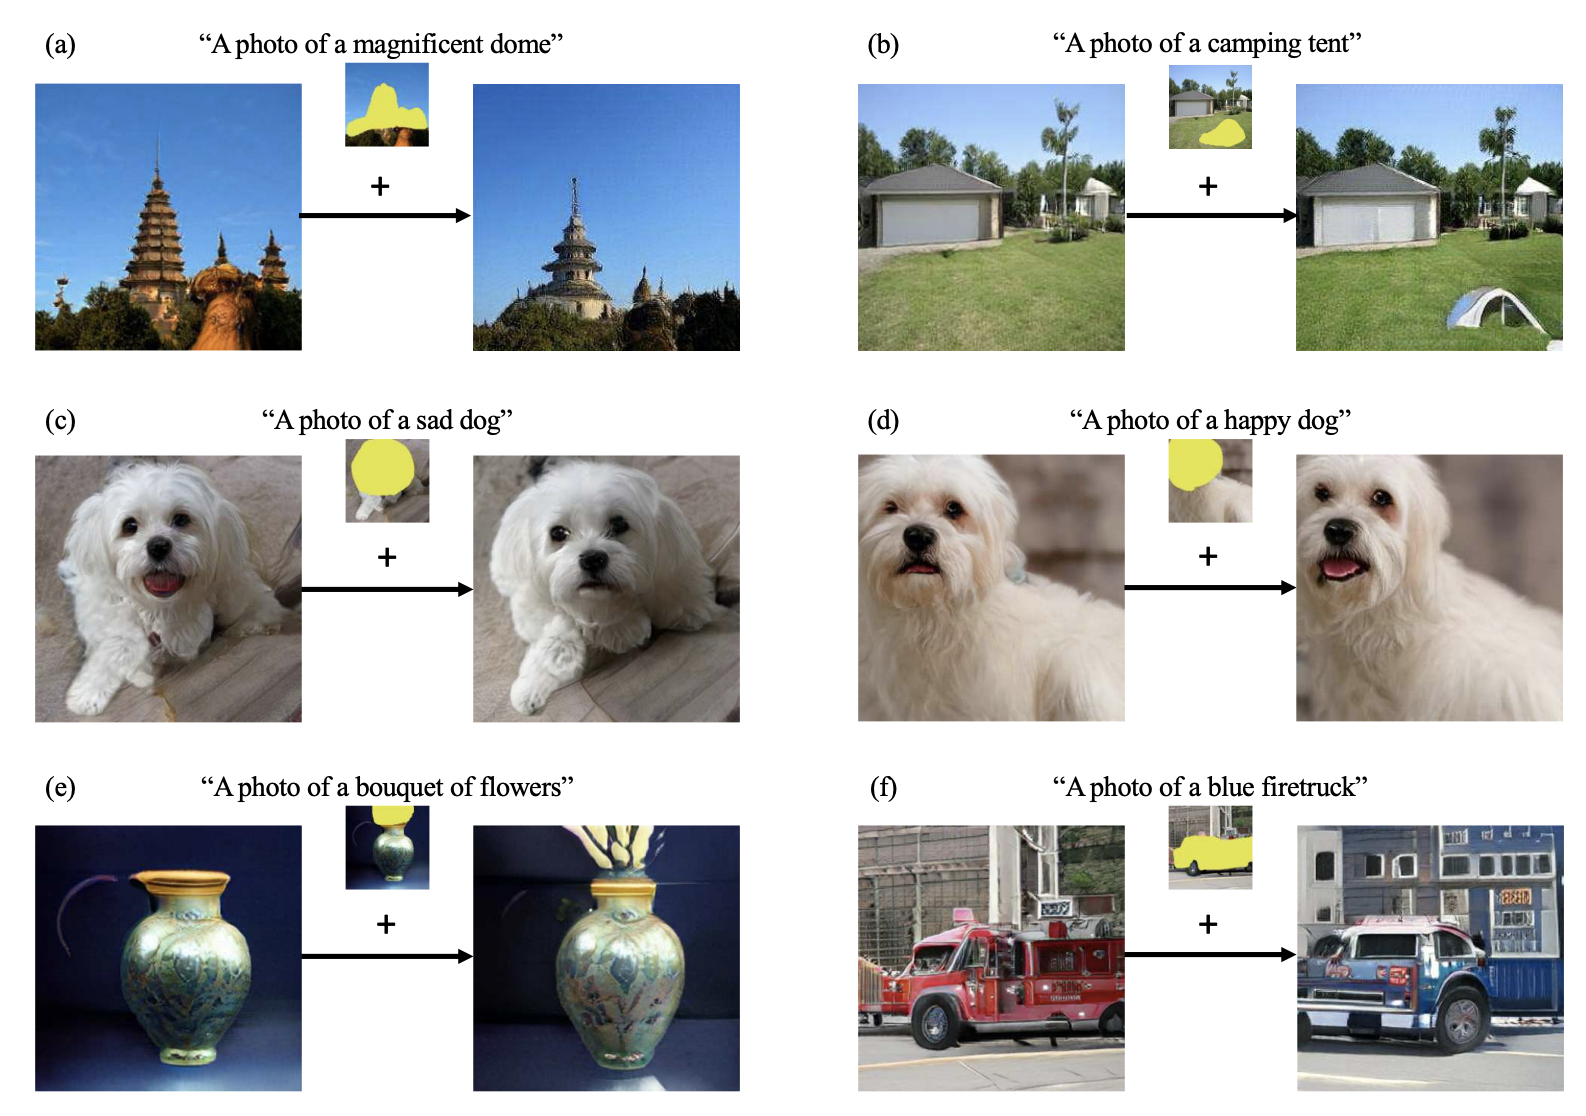 (a) “A photo of a magnificent dome”
(b) “A photo of a camping tent”
+
+
(c) “A photo of a sad dog”
(d) “A photo of a happy dog”
+
+
(e) “A photo of a bouquet of flowers”
(f) “A photo of a blue firetruck”
+
+